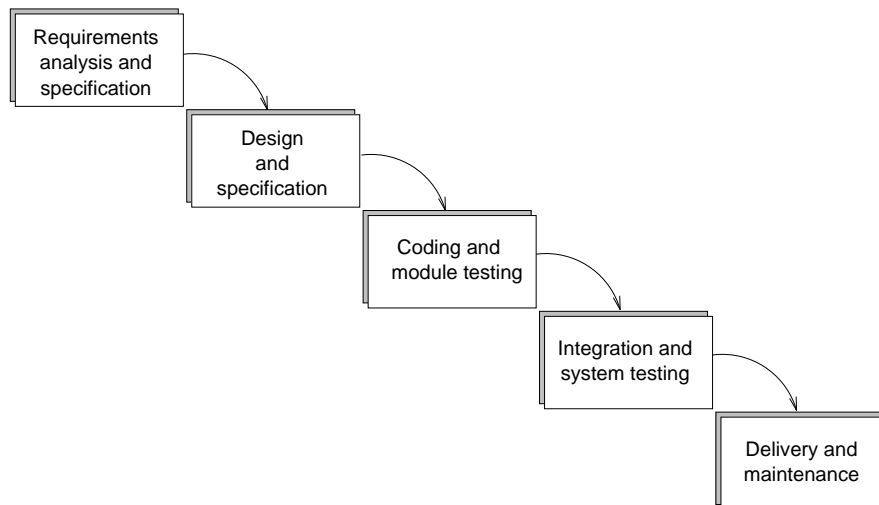 Requirements
analysis and
specification
Design
and
specification
Coding and
module testing
Integration and
system testing
Delivery and
maintenance